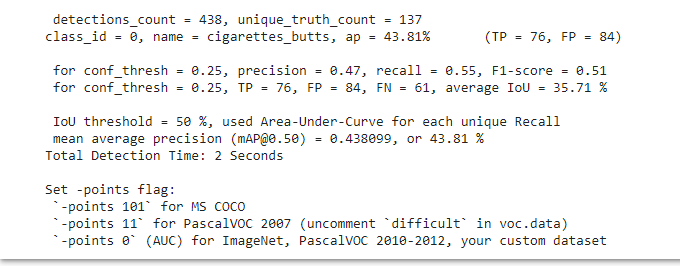 detections_count = 438, unique_truth_count = 137
class_id = 0, name = cigarettes_butts, ap = 43.81% (TP = 76, FP = 84)
for conf_thresh = 0.25, precision = 0.47, recall = 0.55, F1-score = 0.51
for conf_thresh = 0.25, TP = 76, FP = 84, FN = 61, average IoU = 35.71 %
IoU threshold = 50 %, used Area-Under-Curve for each unique Recall
mean average precision (mAP@0.50) = 0.438099, or 43.81 %
Total Detection Time: 2 Seconds
Set -points flag:
`-points 101` for MS COCO
`-points 11` for PascalVOC 2007 (uncomment `difficult` in voc.data)
`-points 0` (AUC) for ImageNet, PascalVOC 2010-2012, your custom dataset